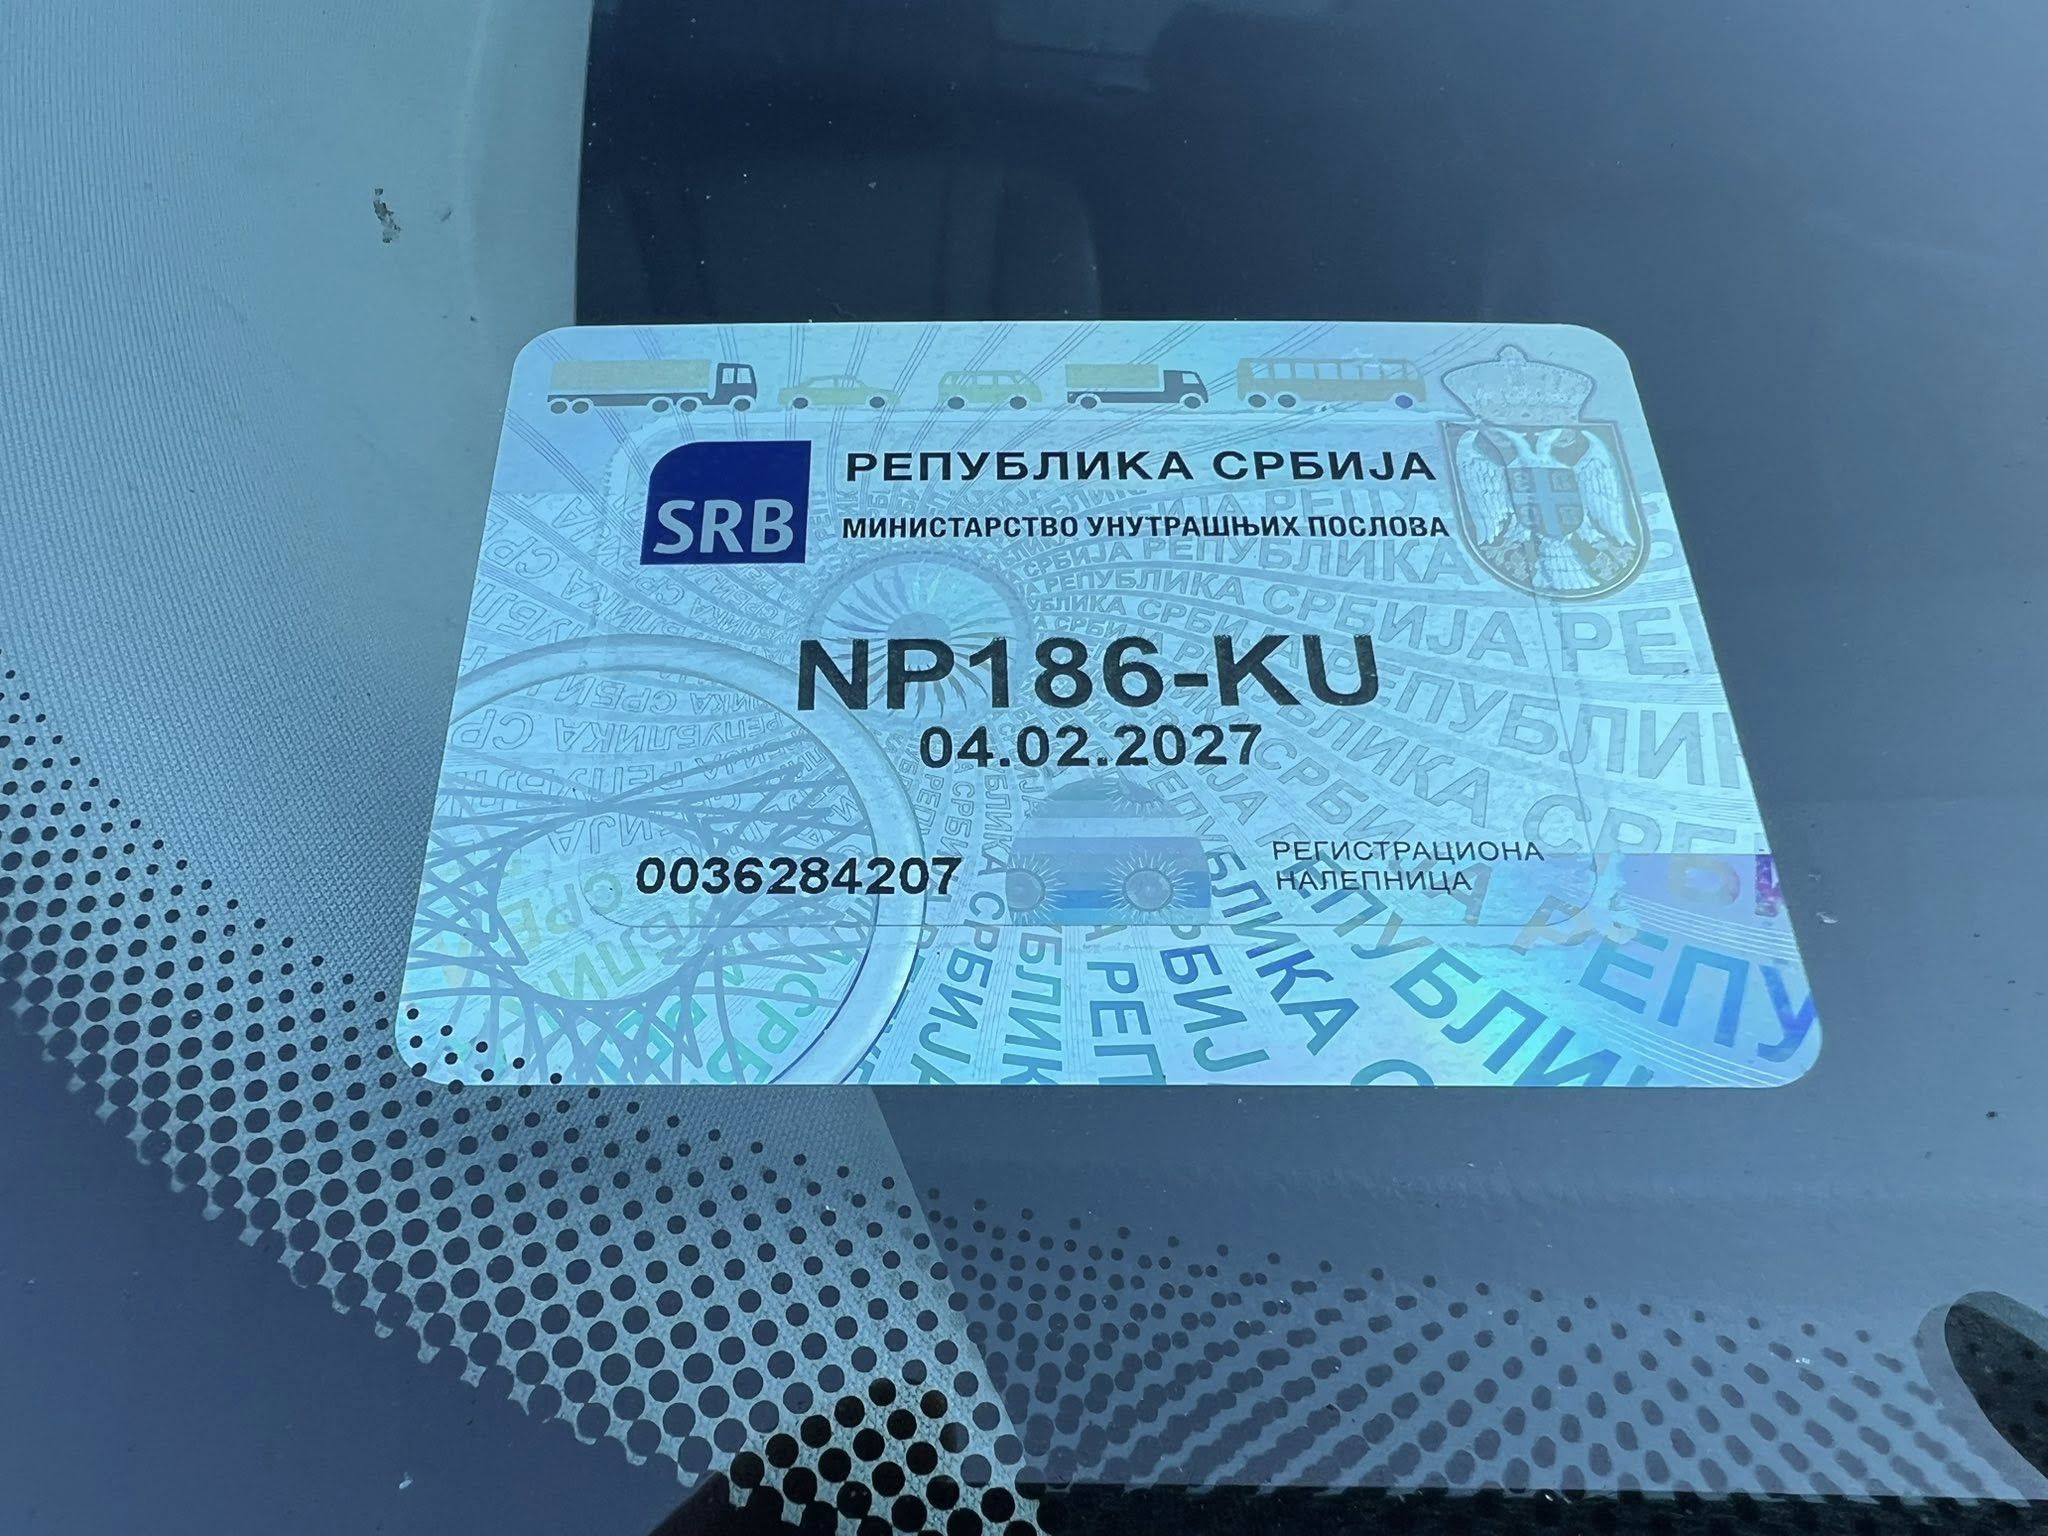 РЕПУБЛИКА СРБИЈА
SRB
МИНИСТАРСТВО УНУТРАШЊИХ ПОСЛОВА
NP186-KU
04.02.2027
0036284207
РЕГИСТРАЦИОНА
НАЛЕПНИЦА